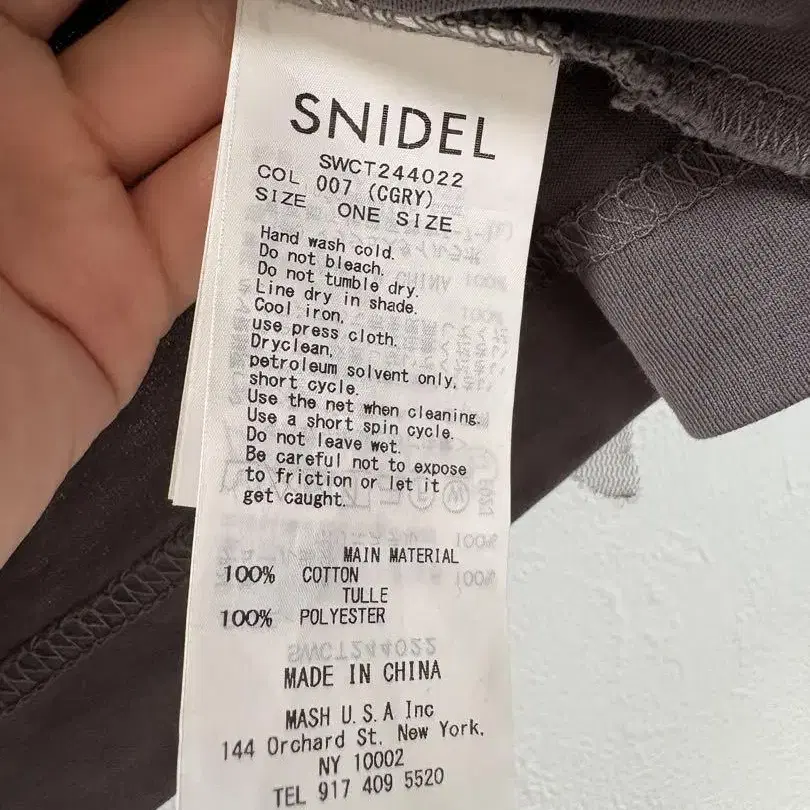 SNIDEL
SWCT244022
COL 007 (CGRY)
SIZE ONE SIZE
Hand wash cold.
Do not bleach.
Do not tumble dry.
Line dry in shade.
Cool iron,
use press cloth.
Dryclean,
petroleum solvent only,
short cycle.
Use the net when cleaning.
Use a short spin cycle.
Do not leave wet.
Be careful not to expose
to friction or let it
get caught.
MAIN MATERIAL
100% COTTON
TULLE
100% POLYESTER
MADE IN CHINA
MASH U.S.A Inc
144 Orchard St, New York,
NY 10002
TEL 917 409 5520